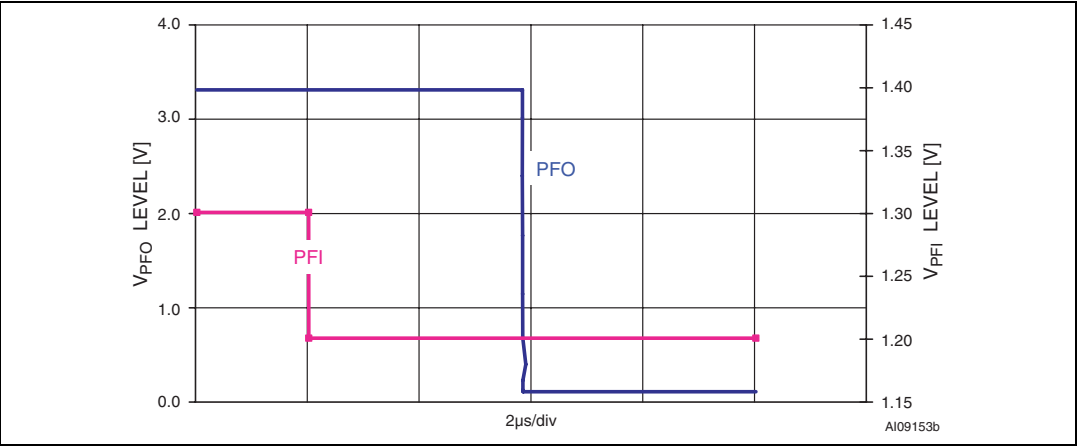 4.0
3.0
2.0
1.0
0.0
VPFO LEVEL [V]
PFO
PFI
1.45
1.40
1.35
1.30
1.25
1.20
1.15
VPFI LEVEL [V]
2µs/div
AI09153b